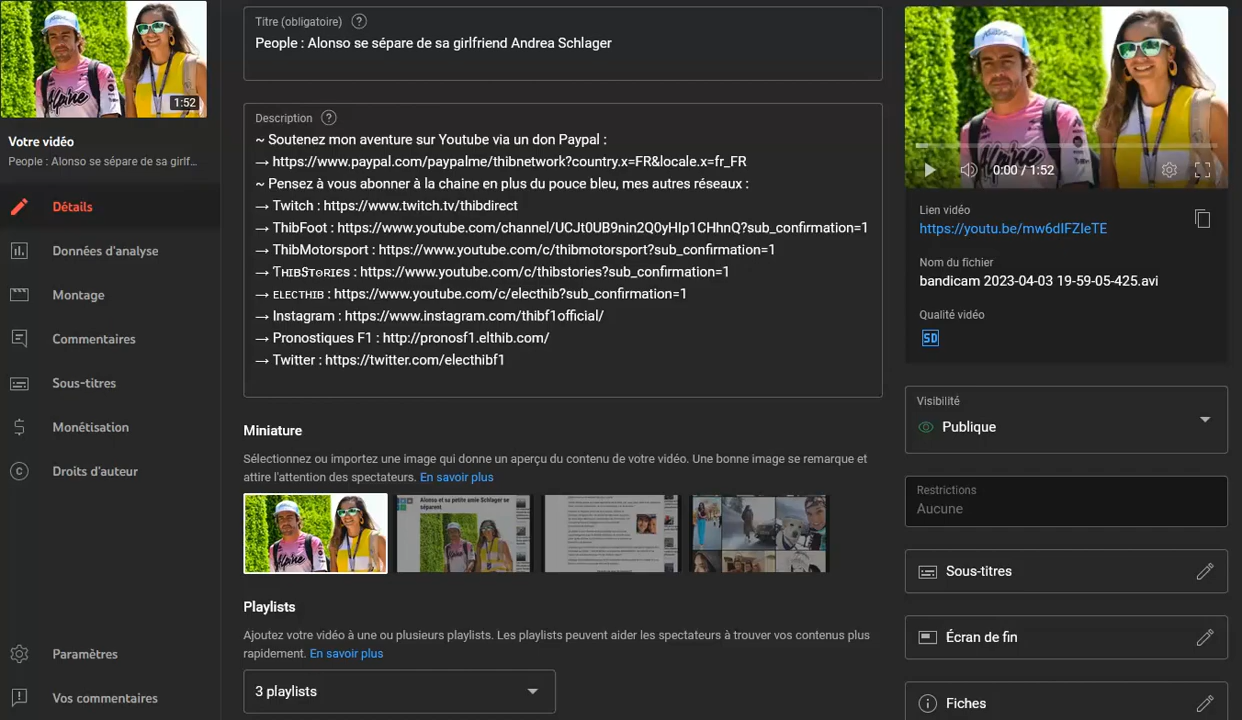 1:52
Votre vidéo
People : Alonso se sépare de sa girlf...
Détails
Données d'analyse
Montage
Commentaires
Sous-titres
Monétisation
Droits d'auteur
Paramètres
Vos commentaires
Titre (obligatoire)
People : Alonso se sépare de sa girlfriend Andrea Schlager
Description
~ Soutenez mon aventure sur Youtube via un don Paypal :
→ https://www.paypal.com/paypalme/thibnetwork?country.x=FR&locale.x=fr_FR
~ Pensez à vous abonner à la chaine en plus du pouce bleu, mes autres réseaux :
→ Twitch : https://www.twitch.tv/thibdirect
→ ThibFoot : https://www.youtube.com/channel/UCJt0UB9nin2Q0yHIp1CHhnQ?sub_confirmation=1
→ ThibMotorsport : https://www.youtube.com/c/thibmotorsport?sub_confirmation=1
→ TʜɪʙSᴛᴏʀɪᴇs : https://www.youtube.com/c/thibstories?sub_confirmation=1
→ ᴇʟᴇᴄᴛʜɪʙ : https://www.youtube.com/c/electhib?sub_confirmation=1
→ Instagram : https://www.instagram.com/thibf1official/
→ Pronostiques F1 : http://pronosf1.elthib.com/
→ Twitter : https://twitter.com/electhibf1
Miniature
Sélectionnez ou importez une image qui donne un aperçu du contenu de votre vidéo. Une bonne image se remarque et
attire l'attention des spectateurs. En savoir plus
Alpine
Alonso et sa petite amie Schlager se
séparent
Playlists
Ajoutez votre vidéo à une ou plusieurs playlists. Les playlists peuvent aider les spectateurs à trouver vos contenus plus
rapidement. En savoir plus
3 playlists
Alpine
0:00 / 1:52
Lien vidéo
https://youtu.be/mw6dIFZIeTE
Nom du fichier
bandicam 2023-04-03 19-59-05-425.avi
Qualité vidéo
SD
Visibilité
Publique
Restrictions
Aucune
Sous-titres
Écran de fin
Fiches